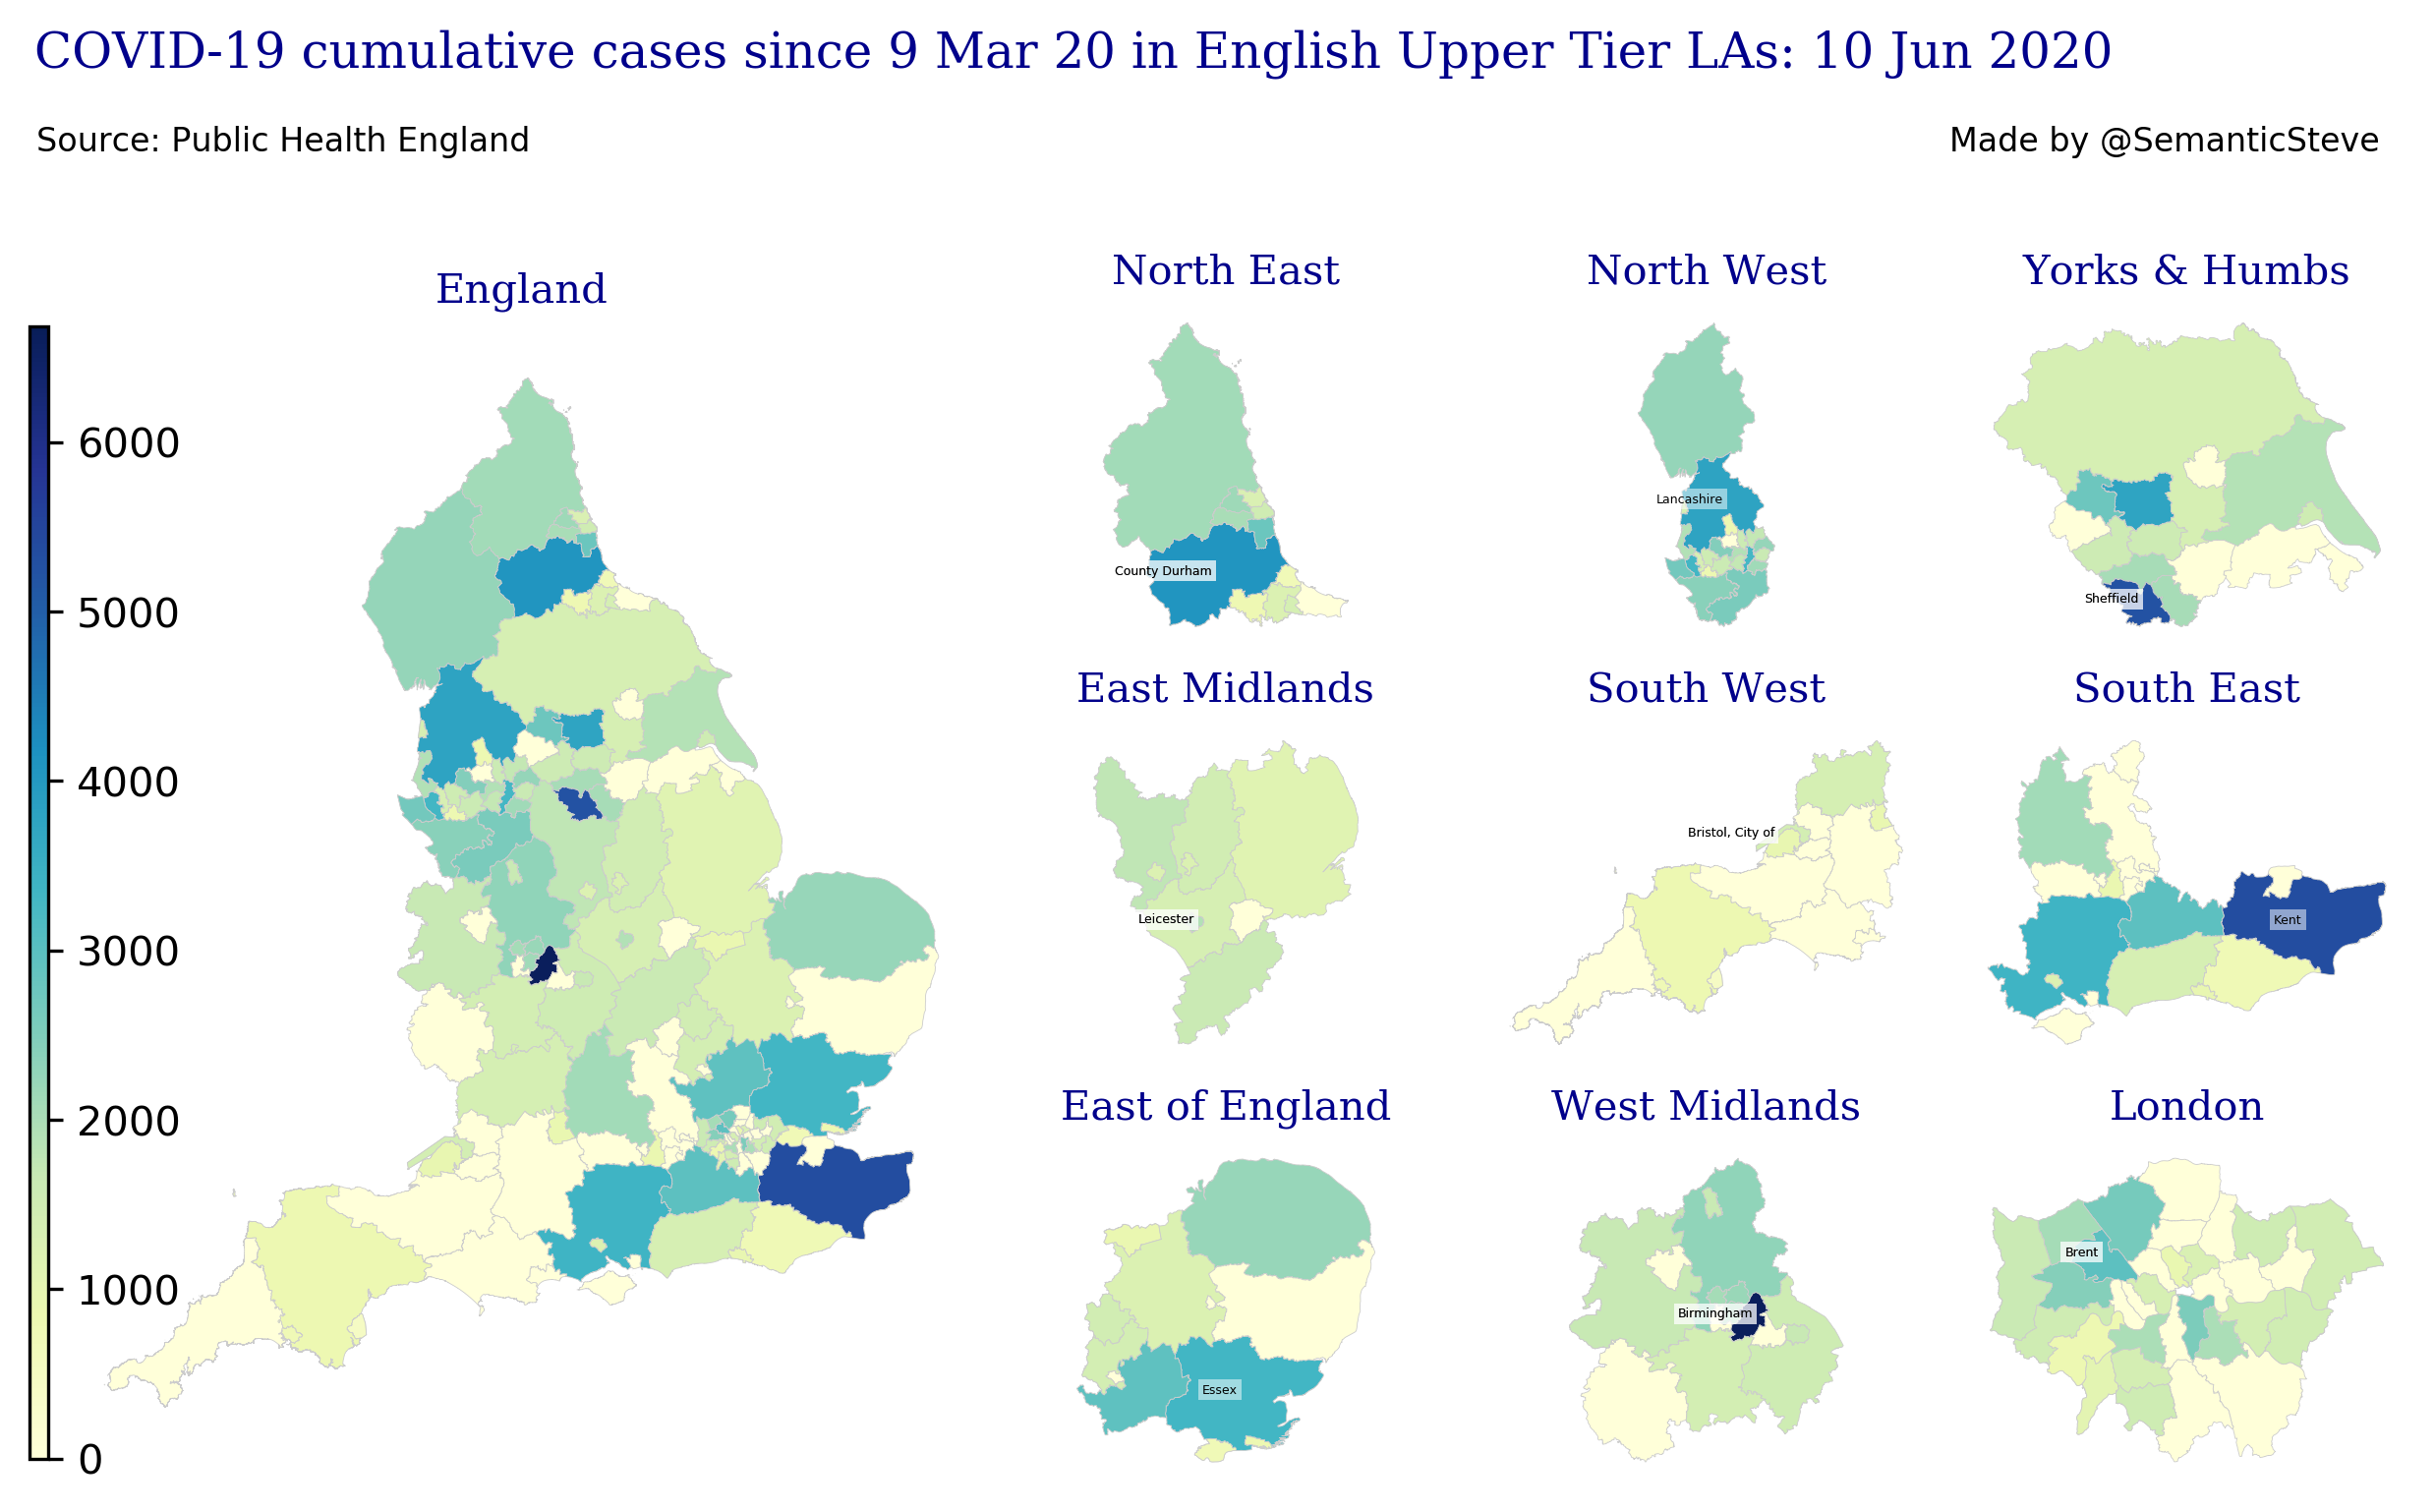 COVID-19 cumulative cases since 9 Mar 20 in English Upper Tier LAs: 10 Jun 2020
Source: Public Health England
Made by @SemanticSteve
England
North East
North West
Yorks & Humbs
6000
5000
4000
3000
2000
1000
0
County Durham
Lancashire
Sheffield
East Midlands
South West
South East
Leicester
Bristol, City of
Kent
East of England
West Midlands
London
Essex
Birmingham
Brent